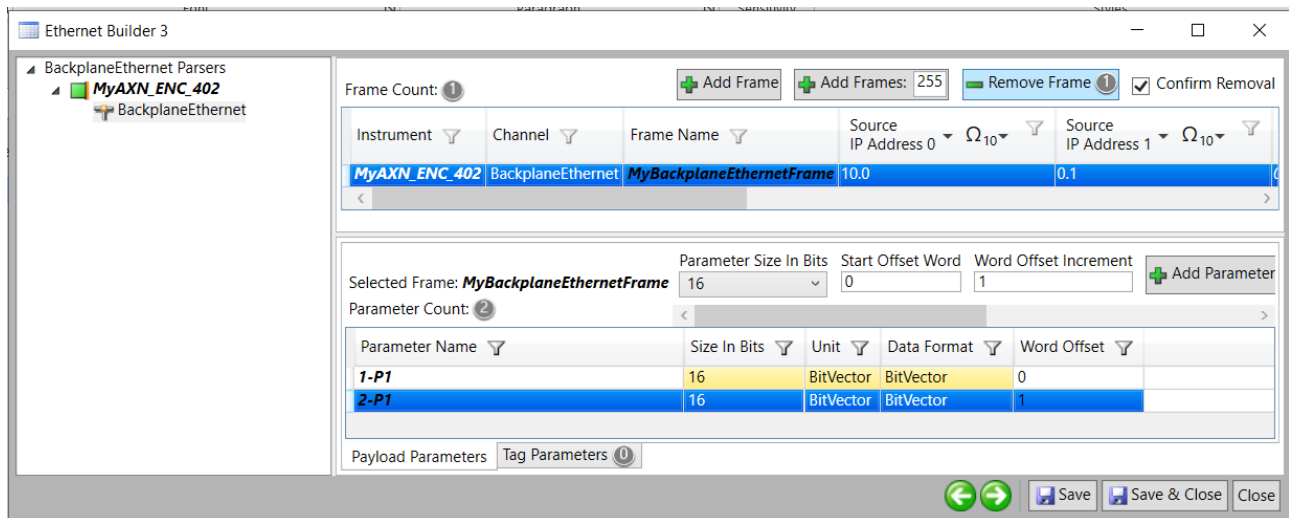 Font Paragraph Sensitivity Styles
Ethernet Builder 3
BackplaneEthernet Parsers
MyAXN_ENC_402
BackplaneEthernet
Frame Count: 1 Add Frame Add Frames: 255 Remove Frame 1 Confirm Removal
Instrument Channel Frame Name Source IP Address 0 Ω10 Source IP Address 1 Ω10
MyAXN_ENC_402 BackplaneEthernet MyBackplaneEthernetFrame 10.0 0.1
Parameter Size In Bits Start Offset Word Word Offset Increment
Selected Frame: MyBackplaneEthernetFrame 16 0 1 Add Parameter
Parameter Count: 2
Parameter Name Size In Bits Unit Data Format Word Offset
1-P1 16 BitVector BitVector 0
2-P1 16 BitVector BitVector 1
Payload Parameters Tag Parameters 0
Save Save & Close Close